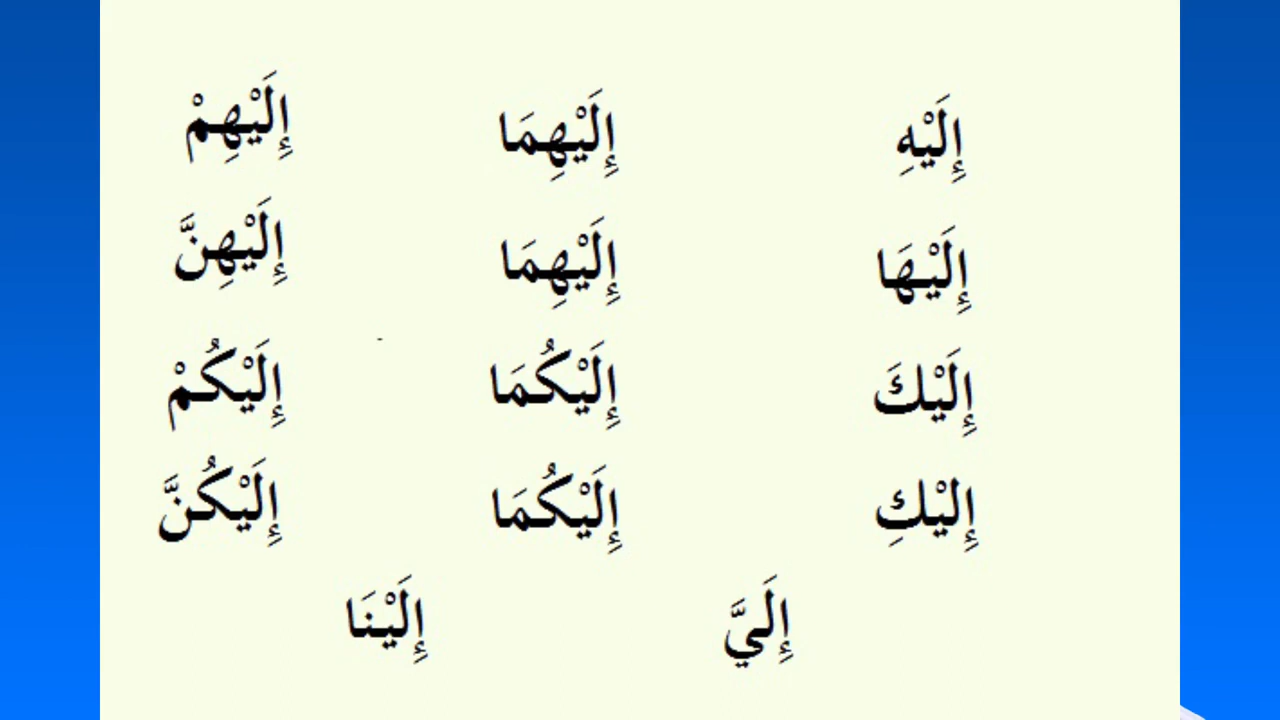 إِلَيْهِ إِلَيْهِمَا إِلَيْهِمْ
إِلَيْهَا إِلَيْهِمَا إِلَيْهِنَّ
إِلَيْكَ إِلَيْكُمَا إِلَيْكُمْ
إِلَيْكِ إِلَيْكُمَا إِلَيْكُنَّ
إِلَيَّ إِلَيْنَا